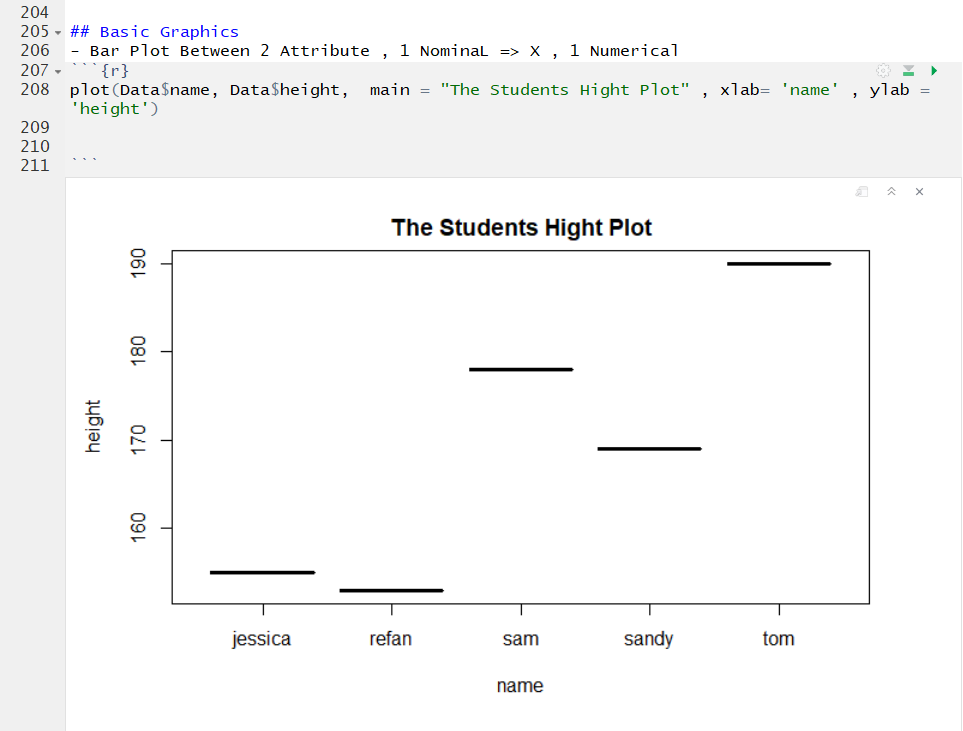 204
205 ## Basic Graphics
206 - Bar Plot Between 2 Attribute , 1 NominaL => X , 1 Numerical
207 ```{r}
208 plot(Data$name, Data$height,  main = "The Students Hight Plot" , xlab= 'name' , ylab =
'height')
209
210
211 ```
The Students Hight Plot
190
180
170
160
height
jessica refan sam sandy tom
name